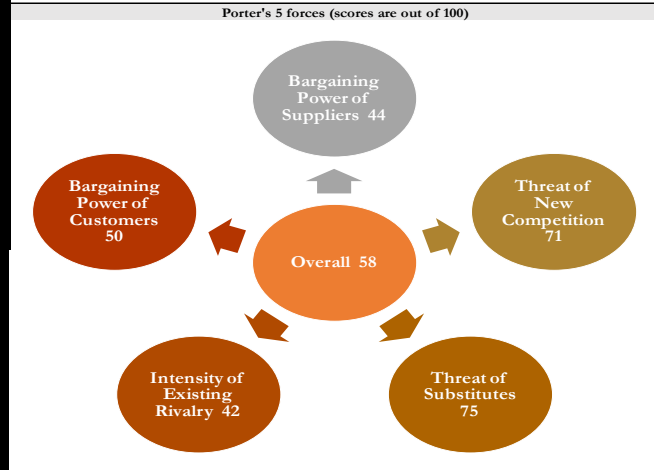 Porter's 5 forces (scores are out of 100)
Bargaining
Power of
Suppliers 44
Bargaining
Power of
Customers
50
Threat of
New
Competition
71
Overall 58
Intensity of
Existing
Rivalry 42
Threat of
Substitutes
75